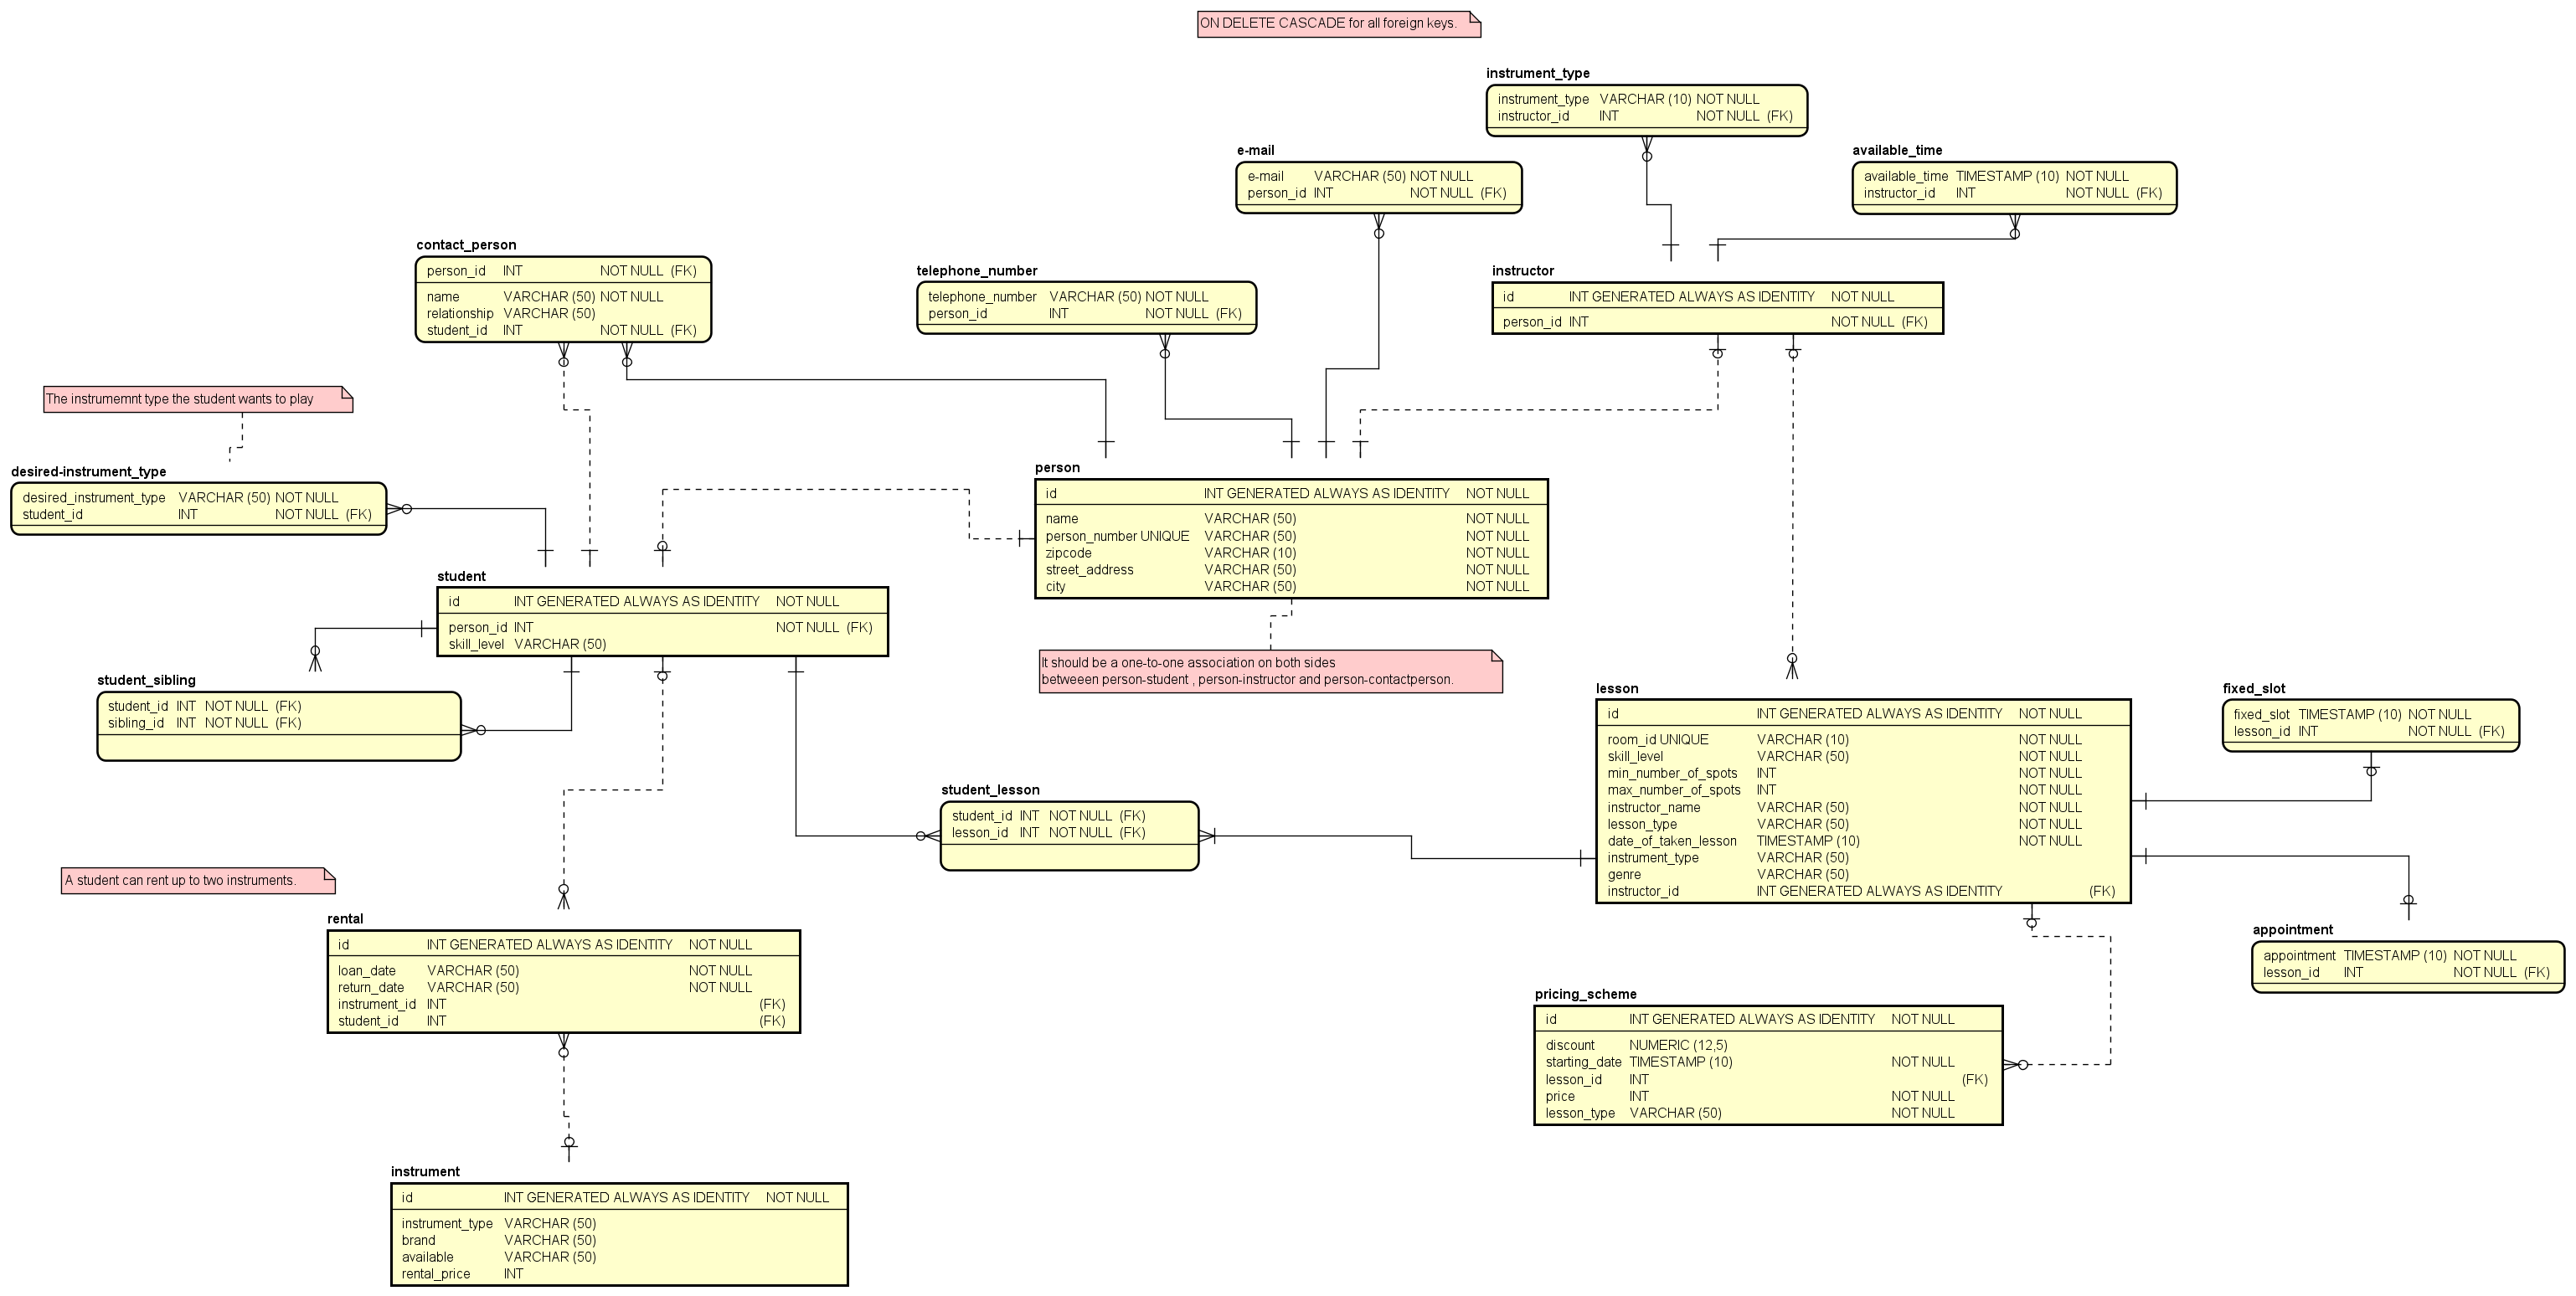 ON DELETE CASCADE for all foreign keys.
instrument_type
instrument_type VARCHAR (10) NOT NULL
instructor_id INT NOT NULL (FK)
e-mail
e-mail VARCHAR (50) NOT NULL
person_id INT NOT NULL (FK)
available_time
available_time TIMESTAMP (10) NOT NULL
instructor_id INT NOT NULL (FK)
contact_person
person_id INT NOT NULL (FK)
name VARCHAR (50) NOT NULL
relationship VARCHAR (50)
student_id INT NOT NULL (FK)
telephone_number
telephone_number VARCHAR (50) NOT NULL
person_id INT NOT NULL (FK)
instructor
id INT GENERATED ALWAYS AS IDENTITY NOT NULL
person_id INT NOT NULL (FK)
The instrumemnt type the student wants to play
desired-instrument_type
desired_instrument_type VARCHAR (50) NOT NULL
student_id INT NOT NULL (FK)
person
id INT GENERATED ALWAYS AS IDENTITY NOT NULL
name VARCHAR (50) NOT NULL
person_number UNIQUE VARCHAR (50) NOT NULL
zipcode VARCHAR (10) NOT NULL
street_address VARCHAR (50) NOT NULL
city VARCHAR (50) NOT NULL
student
id INT GENERATED ALWAYS AS IDENTITY NOT NULL
person_id INT NOT NULL (FK)
skill_level VARCHAR (50)
It should be a one-to-one association on both sides
betweeen person-student , person-instructor and person-contactperson.
student_sibling
student_id INT NOT NULL (FK)
sibling_id INT NOT NULL (FK)
lesson
id INT GENERATED ALWAYS AS IDENTITY NOT NULL
room_id UNIQUE VARCHAR (10) NOT NULL
skill_level VARCHAR (50) NOT NULL
min_number_of_spots INT NOT NULL
max_number_of_spots INT NOT NULL
instructor_name VARCHAR (50) NOT NULL
lesson_type VARCHAR (50) NOT NULL
date_of_taken_lesson TIMESTAMP (10) NOT NULL
instrument_type VARCHAR (50)
genre VARCHAR (50)
instructor_id INT GENERATED ALWAYS AS IDENTITY (FK)
fixed_slot
fixed_slot TIMESTAMP (10) NOT NULL
lesson_id INT NOT NULL (FK)
student_lesson
student_id INT NOT NULL (FK)
lesson_id INT NOT NULL (FK)
A student can rent up to two instruments.
rental
id INT GENERATED ALWAYS AS IDENTITY NOT NULL
loan_date VARCHAR (50) NOT NULL
return_date VARCHAR (50) NOT NULL
instrument_id INT (FK)
student_id INT (FK)
appointment
appointment TIMESTAMP (10) NOT NULL
lesson_id INT NOT NULL (FK)
pricing_scheme
id INT GENERATED ALWAYS AS IDENTITY NOT NULL
discount NUMERIC (12,5)
starting_date TIMESTAMP (10) NOT NULL
lesson_id INT (FK)
price INT NOT NULL
lesson_type VARCHAR (50) NOT NULL
instrument
id INT GENERATED ALWAYS AS IDENTITY NOT NULL
instrument_type VARCHAR (50)
brand VARCHAR (50)
available VARCHAR (50)
rental_price INT